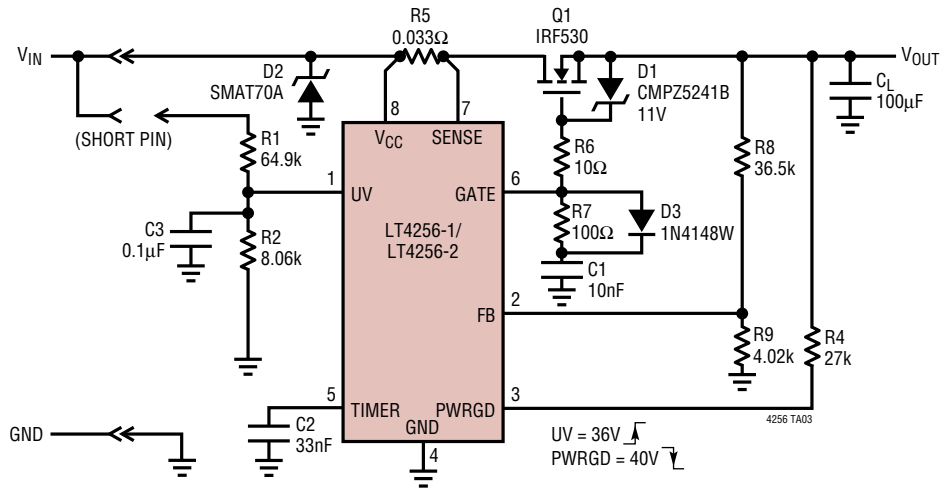 R5
0.033Ω
Q1
IRF530
VIN
VOUT
D2
SMAT70A
D1
CMPZ5241B
11V
CL
100µF
(SHORT PIN)
8
7
VCC
SENSE
R1
64.9k
R6
10Ω
R8
36.5k
1
UV
GATE
6
LT4256-1/
LT4256-2
R7
100Ω
D3
1N4148W
C3
0.1µF
R2
8.06k
C1
10nF
FB
2
R9
4.02k
R4
27k
5
TIMER
PWRGD
3
4256 TA03
C2
33nF
GND
4
GND
UV = 36V
PWRGD = 40V